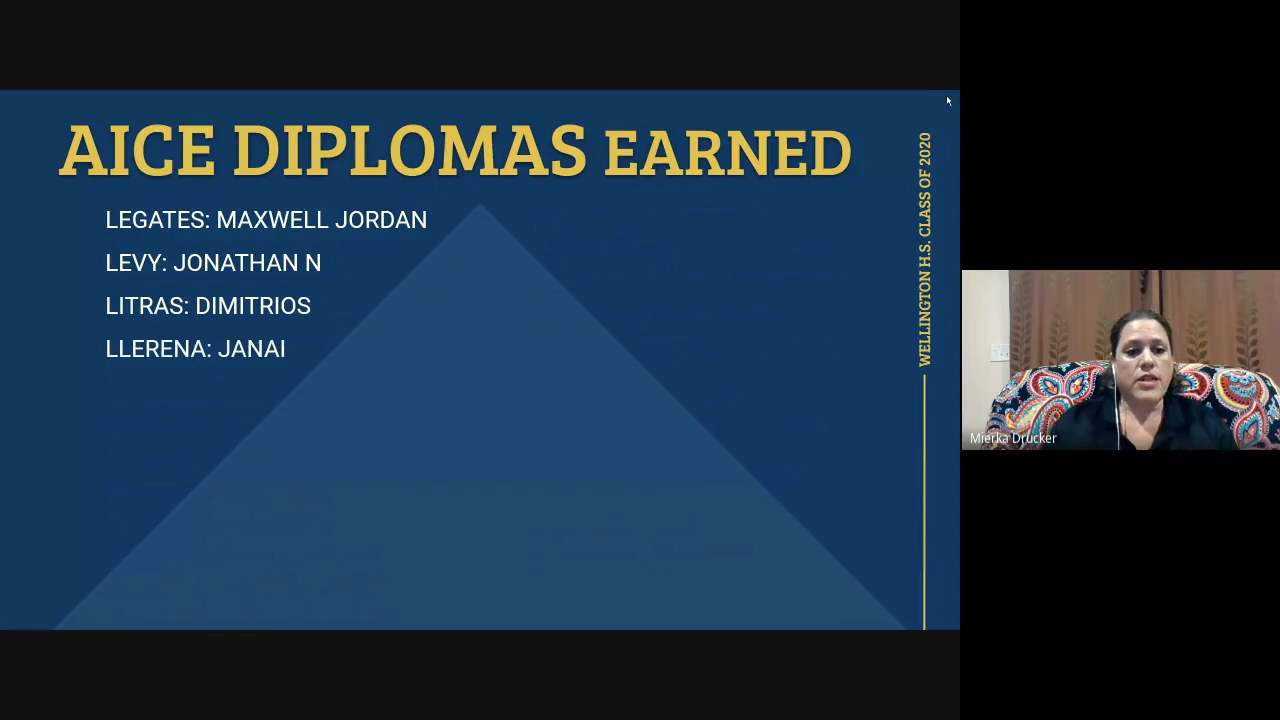 AICE DIPLOMAS EARNED
LEGATES: MAXWELL JORDAN
LEVY: JONATHAN N
LITRAS: DIMITRIOS
LLERENA: JANAI
WELLINGTON H.S. CLASS OF 2020
Mierka Drucker